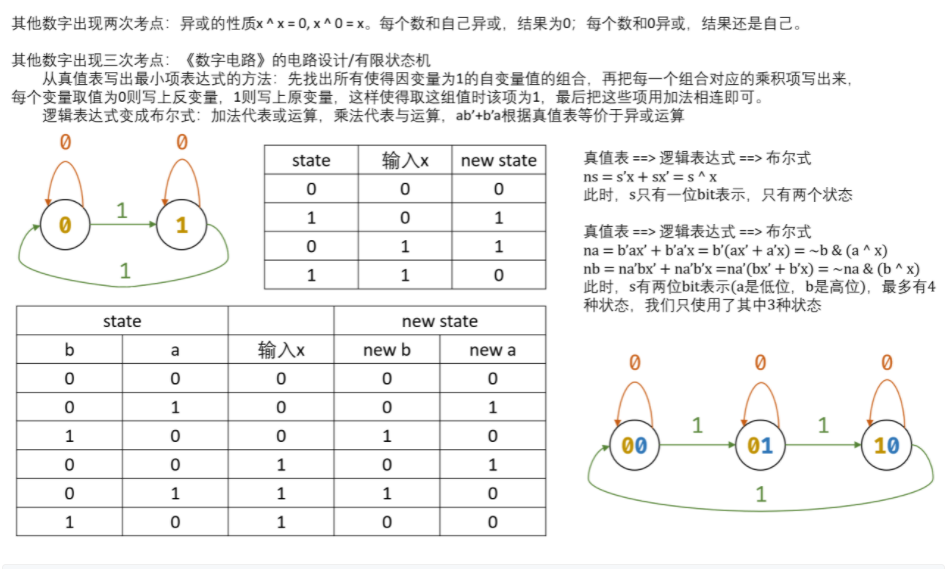 其他数字出现两次考点：异或的性质x ^ x = 0, x ^ 0 = x。每个数和自己异或，结果为0；每个数和0异或，结果还是自己。
其他数字出现三次考点：《数字电路》的电路设计/有限状态机
从真值表写出最小项表达式的方法：先找出所有使得因变量为1的自变量值的组合，再把每一个组合对应的乘积项写出来，
每个变量取值为0则写上反变量，1则写上原变量，这样使得取这组值时该项为1，最后把这些项用加法相连即可。
逻辑表达式变成布尔式：加法代表或运算，乘法代表与运算，ab'+b'a根据真值表等价于异或运算
0 0
0 1 1
1
state 输入x new state
0 0 0
1 0 1
0 1 1
1 1 0
真值表 ==> 逻辑表达式 ==> 布尔式
ns = s'x + sx' = s ^ x
此时，s只有一位bit表示，只有两个状态
真值表 ==> 逻辑表达式 ==> 布尔式
na = b'ax' + b'a'x = b'(ax' + a'x) = ~b & (a ^ x)
nb = na'bx' + na'b'x =na'(bx' + b'x) = ~na & (b ^ x)
此时，s有两位bit表示(a是低位，b是高位)，最多有4
种状态，我们只使用了其中3种状态
state new state
b a 输入x new b new a
0 0 0 0 0
0 1 0 0 1
1 0 0 1 0
0 0 1 0 1
0 1 1 1 0
1 0 1 0 0
0 0 0
00 1 01 1 10
1